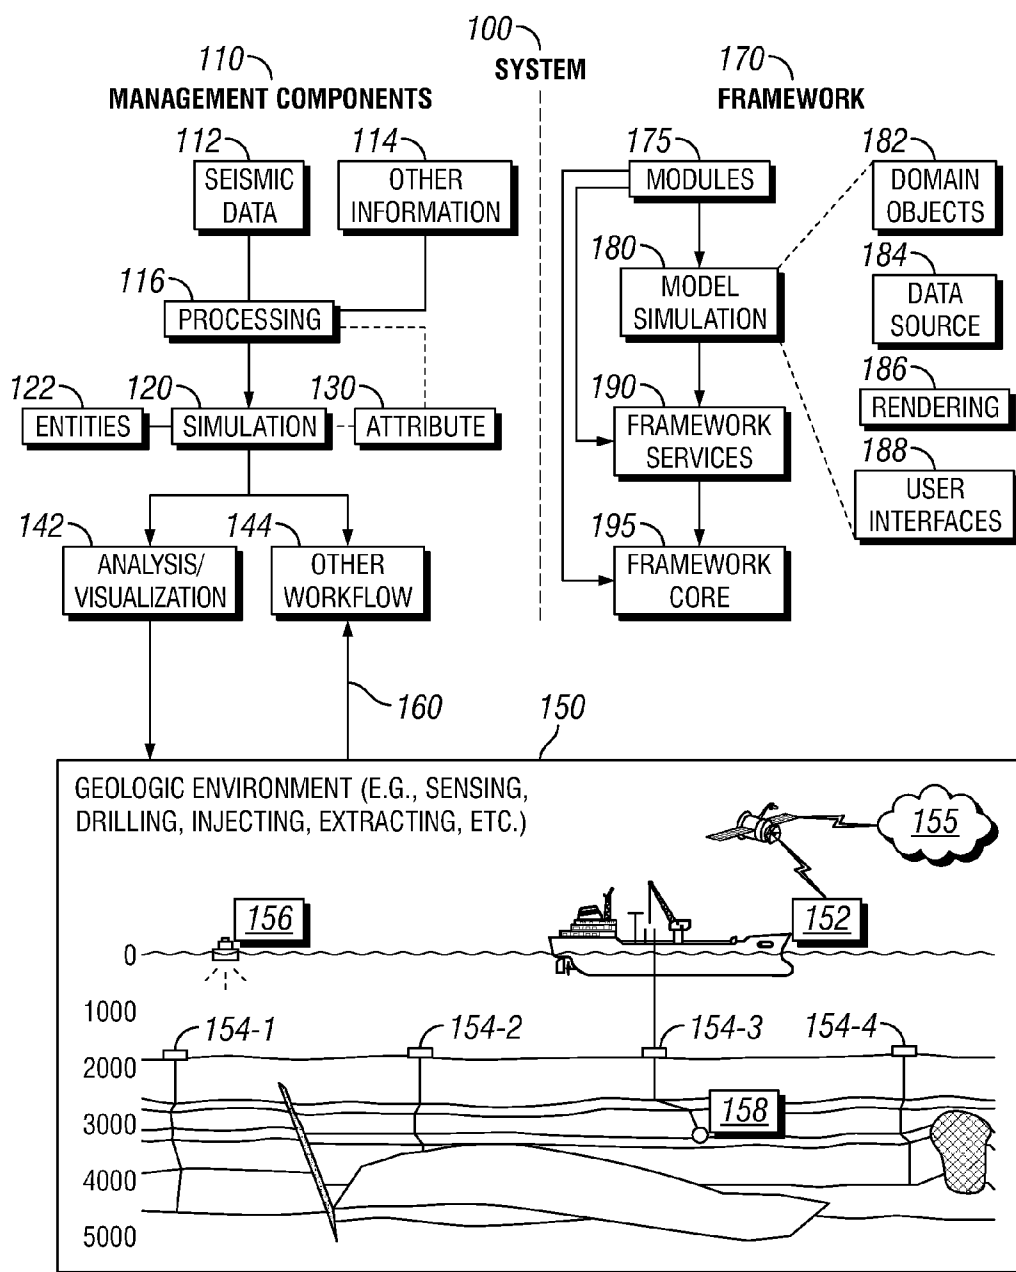 100
SYSTEM
110
MANAGEMENT COMPONENTS
112
SEISMIC
DATA
114
OTHER
INFORMATION
116
PROCESSING
122
ENTITIES
120
SIMULATION
130
ATTRIBUTE
142
ANALYSIS/
VISUALIZATION
144
OTHER
WORKFLOW
170
FRAMEWORK
175
MODULES
180
MODEL
SIMULATION
190
FRAMEWORK
SERVICES
195
FRAMEWORK
CORE
182
DOMAIN
OBJECTS
184
DATA
SOURCE
186
RENDERING
188
USER
INTERFACES
160
150
GEOLOGIC ENVIRONMENT (E.G., SENSING,
DRILLING, INJECTING, EXTRACTING, ETC.)
155
156
152
0
1000
154-1
154-2
154-3
154-4
2000
158
3000
4000
5000